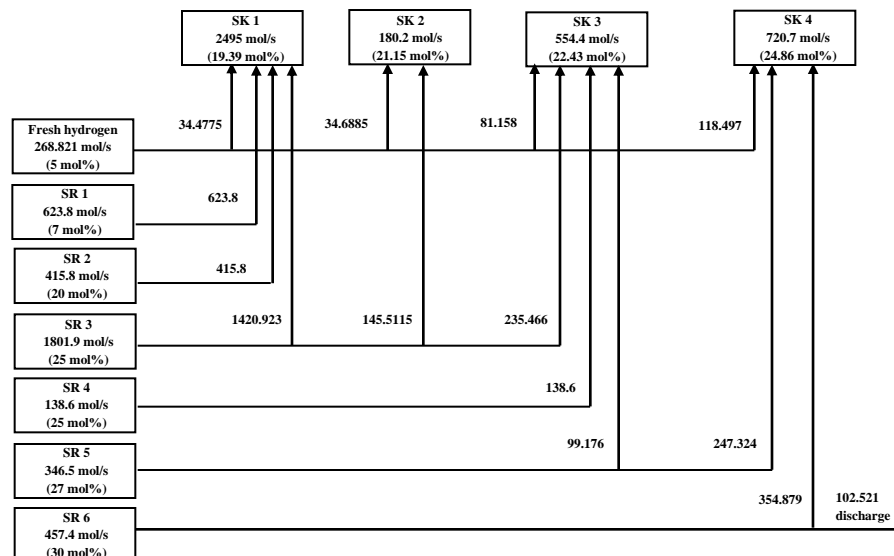 SK 1
2495 mol/s
(19.39 mol%)
SK 2
180.2 mol/s
(21.15 mol%)
SK 3
554.4 mol/s
(22.43 mol%)
SK 4
720.7 mol/s
(24.86 mol%)
Fresh hydrogen
268.821 mol/s
(5 mol%)
34.4775
34.6885
81.158
118.497
SR 1
623.8 mol/s
(7 mol%)
623.8
SR 2
415.8 mol/s
(20 mol%)
415.8
SR 3
1801.9 mol/s
(25 mol%)
1420.923
145.5115
235.466
SR 4
138.6 mol/s
(25 mol%)
138.6
SR 5
346.5 mol/s
(27 mol%)
99.176
247.324
SR 6
457.4 mol/s
(30 mol%)
354.879
102.521
discharge